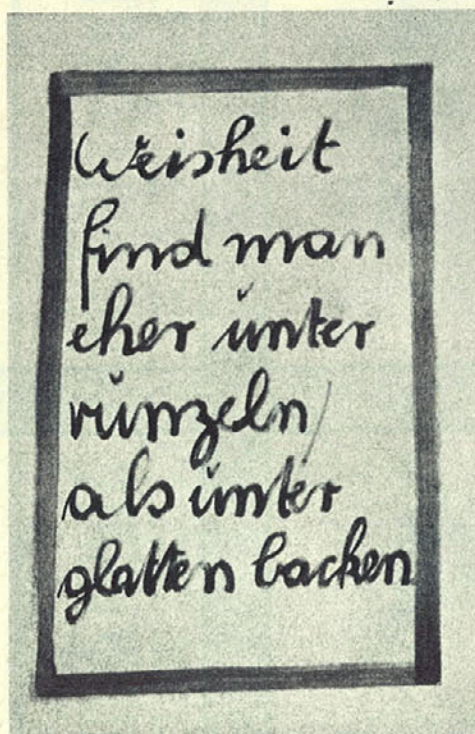 Weisheit
find man
eher unter
runzeln/
als unter
glatten backen